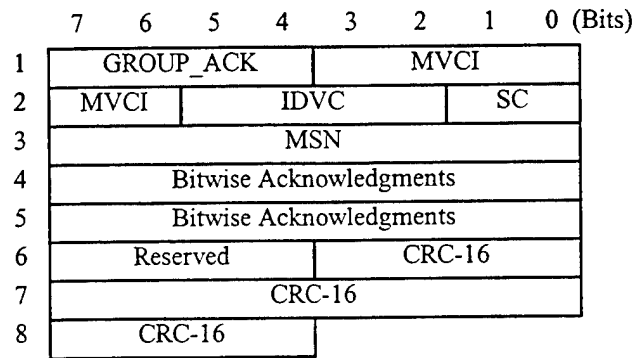 7 6 5 4 3 2 1 0 (Bits)
1 GROUP_ACK MVCI
2 MVCI IDVC SC
3 MSN
4 Bitwise Acknowledgments
5 Bitwise Acknowledgments
6 Reserved CRC-16
7 CRC-16
8 CRC-16